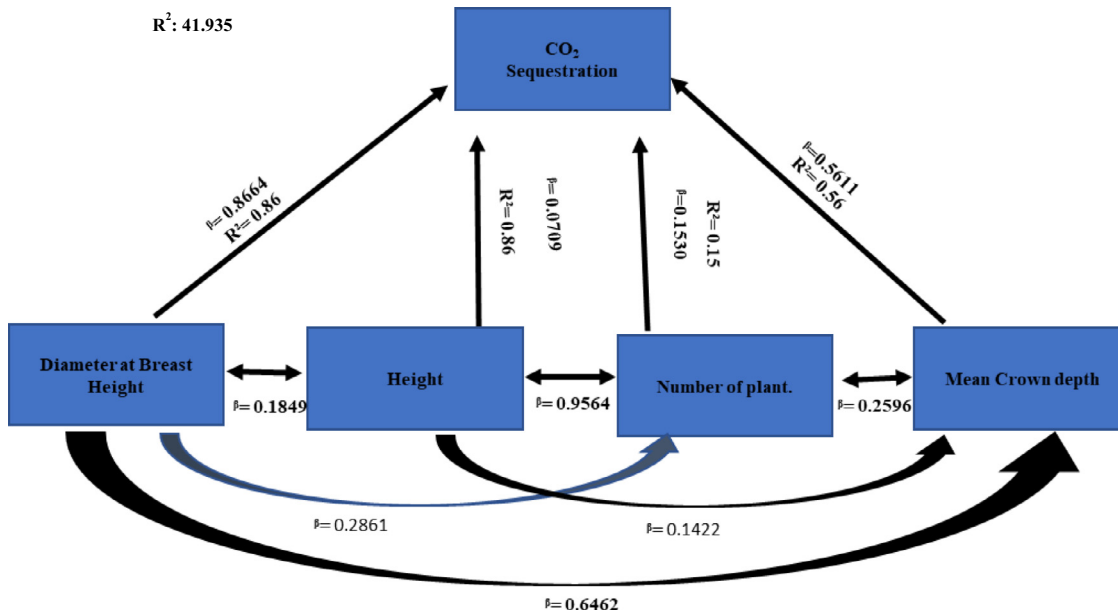 R²: 41.935
CO₂
Sequestration
β= 0.8664
R²= 0.86
R²= 0.86
β= 0.0709
β= 0.1530
R²= 0.15
β= 0.5611
R²= 0.56
Diameter at Breast
Height
Height
Number of plant.
Mean Crown depth
β= 0.1849
β= 0.9564
β= 0.2596
β= 0.2861
β= 0.1422
β= 0.6462